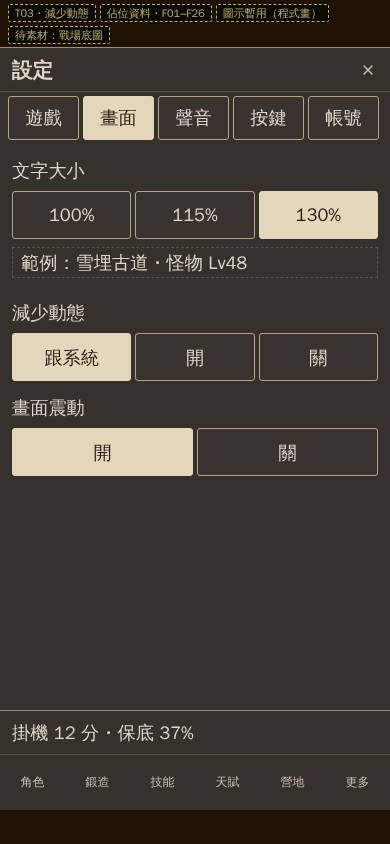 T03・減少動態 佔位資料・F01–F26 圖示暫用（程式畫）
待素材：戰場底圖
設定 ×
遊戲 畫面 聲音 按鍵 帳號
文字大小
100% 115% 130%
範例：雪埋古道・怪物 Lv48
減少動態
跟系統 開 關
畫面震動
開 關
掛機 12 分・保底 37%
角色 鍛造 技能 天賦 營地 更多